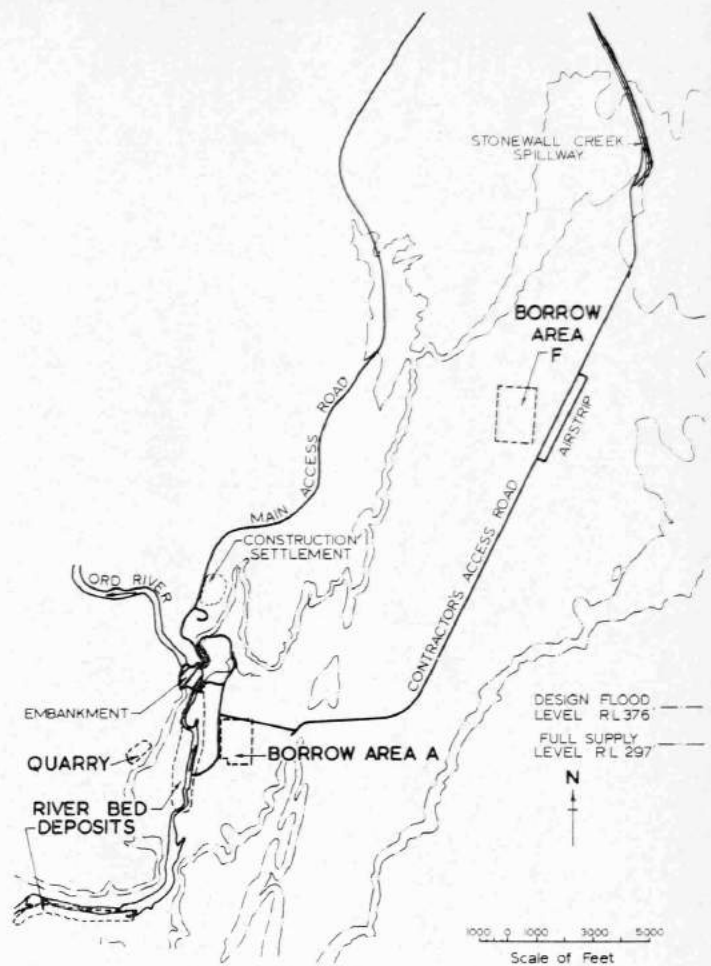 STONEWALL CREEK
SPILLWAY
BORROW
AREA
F
AIRSTRIP
MAIN ACCESS ROAD
CONSTRUCTION
SETTLEMENT
ORD RIVER
CONTRACTOR'S ACCESS ROAD
EMBANKMENT
DESIGN FLOOD
LEVEL RL 376
FULL SUPPLY
LEVEL RL 297
QUARRY
BORROW AREA A
RIVER BED
DEPOSITS
N
1000 0 1000 3000 5000
Scale of Feet